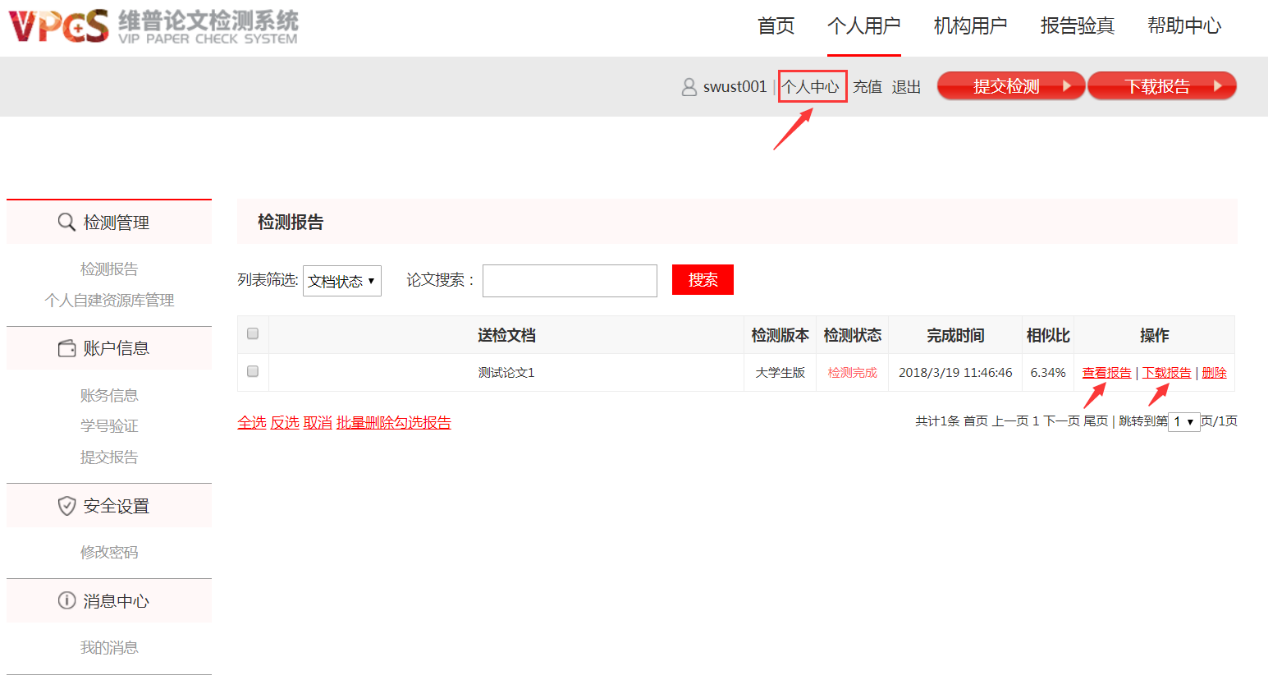 VPCS 维普论文检测系统
VIP PAPER CHECK SYSTEM
首页 个人用户 机构用户 报告验真 帮助中心
swust001 | 个人中心 充值 退出 提交检测 下载报告
检测管理
检测报告
个人自建资源库管理
账户信息
账务信息
学号验证
提交报告
安全设置
修改密码
消息中心
我的消息
检测报告
列表筛选: 文档状态 论文搜索： 搜索
送检文档 检测版本 检测状态 完成时间 相似比 操作
测试论文1 大学生版 检测完成 2018/3/19 11:46:46 6.34% 查看报告 | 下载报告 | 删除
全选 反选 取消 批量删除勾选报告 共计1条 首页 上一页 1 下一页 尾页 | 跳转到第 1 页/1页